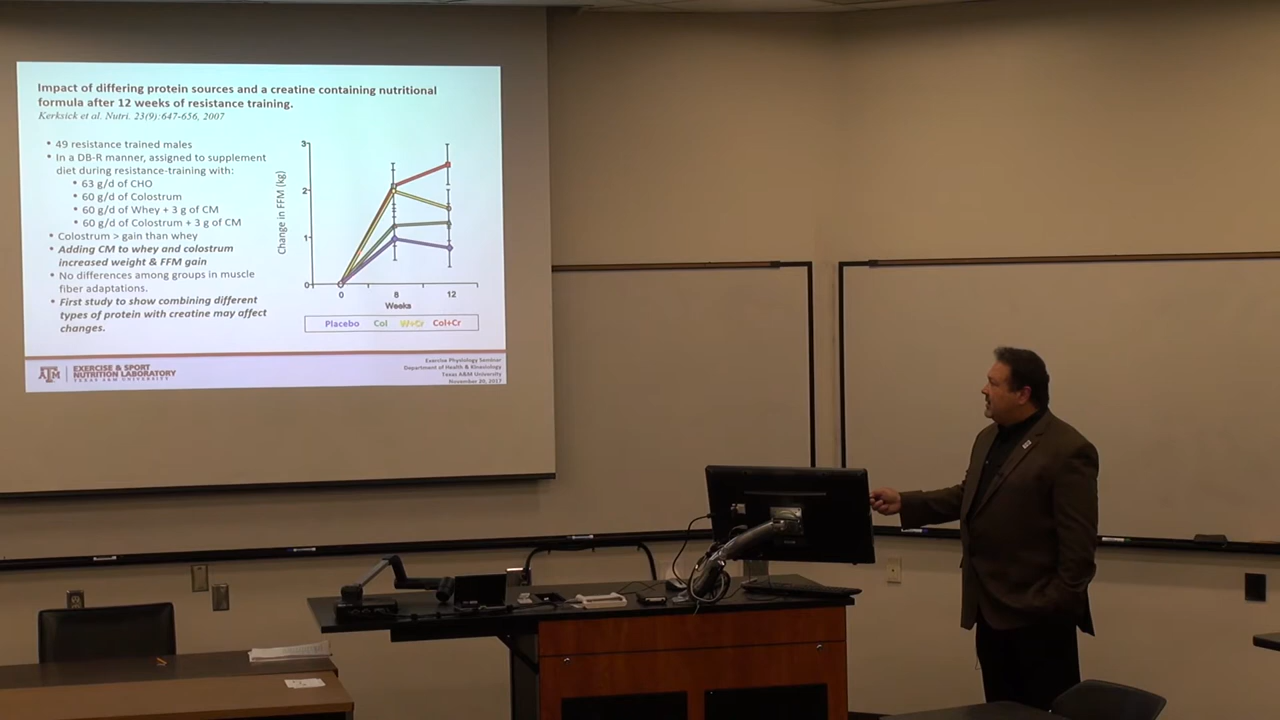 Impact of differing protein sources and a creatine containing nutritional
formula after 12 weeks of resistance training.
Kerksick et al. Nutri. 23(9):647-656, 2007
• 49 resistance trained males
• In a DB-R manner, assigned to supplement
diet during resistance-training with:
• 63 g/d of CHO
• 60 g/d of Colostrum
• 60 g/d of Whey + 3 g of CM
• 60 g/d of Colostrum + 3 g of CM
• Colostrum > gain than whey
• Adding CM to whey and colostrum
increased weight & FFM gain
• No differences among groups in muscle
fiber adaptations.
• First study to show combining different
types of protein with creatine may affect
changes.
Change in FFM (kg)
3
2
1
0
0 8 12
Weeks
Placebo Col W+Cr Col+Cr
ATM
EXERCISE & SPORT
NUTRITION LABORATORY
TEXAS A&M UNIVERSITY
Exercise Physiology Seminar
Department of Health & Kinesiology
Texas A&M University
November 20, 2017